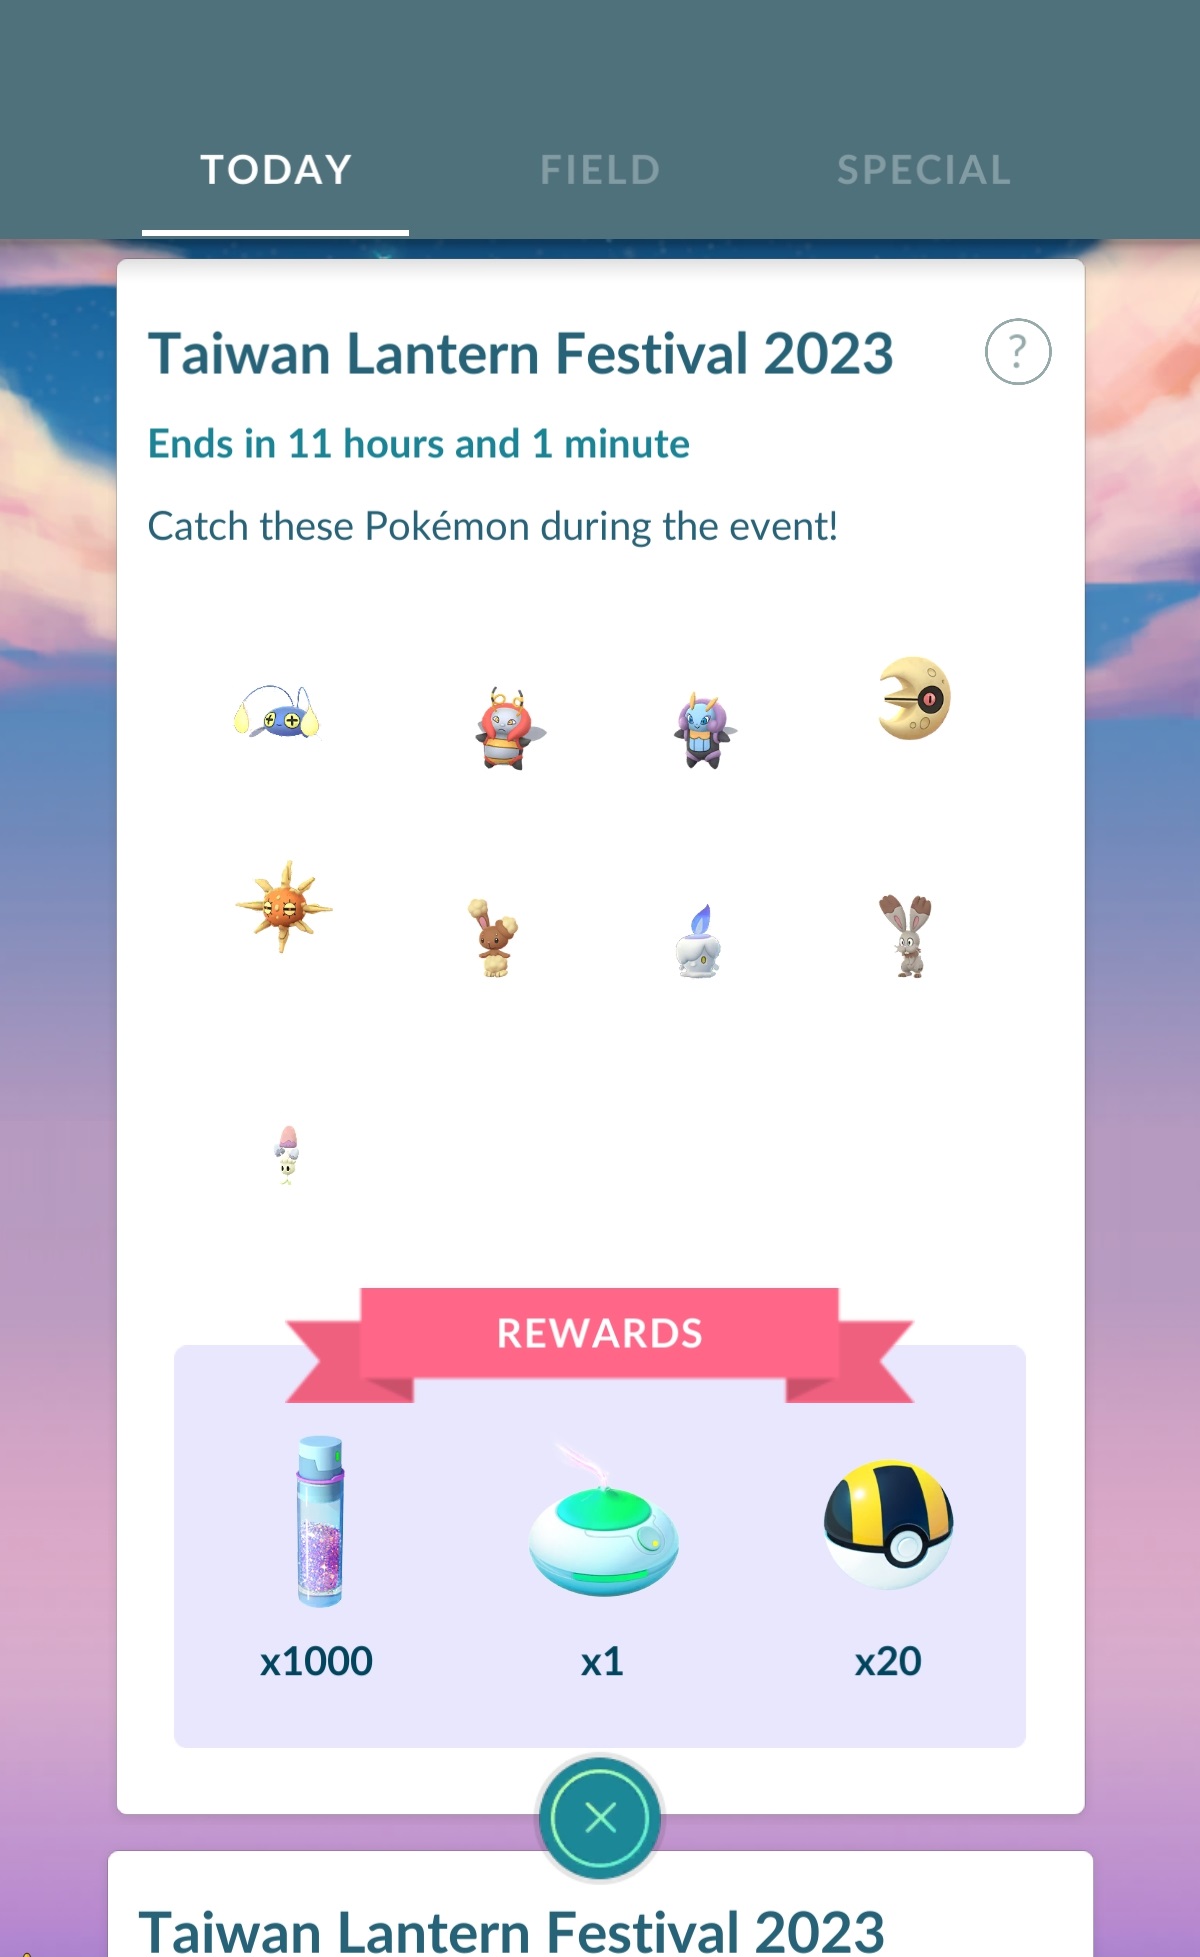 TODAY FIELD SPECIAL
Taiwan Lantern Festival 2023 ?
Ends in 11 hours and 1 minute
Catch these Pokémon during the event!
REWARDS
x1000 x1 x20
Taiwan Lantern Festival 2023